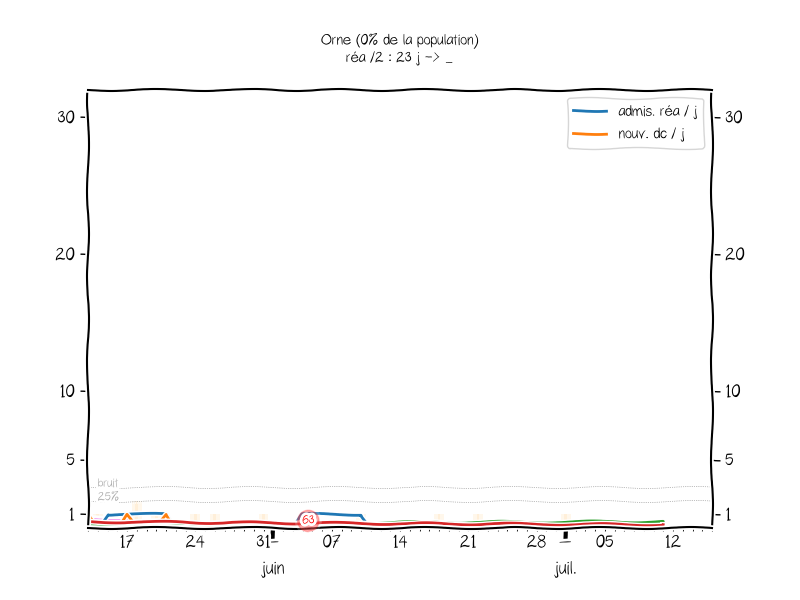 Orne (0% de la population)
réa /2 : 23 j -> _
admis. réa / j
nouv. dc / j
30 30
20 20
10 10
5 5
bruit
25%
1 1
63
17 24 31 07 14 21 28 05 12
juin juil.